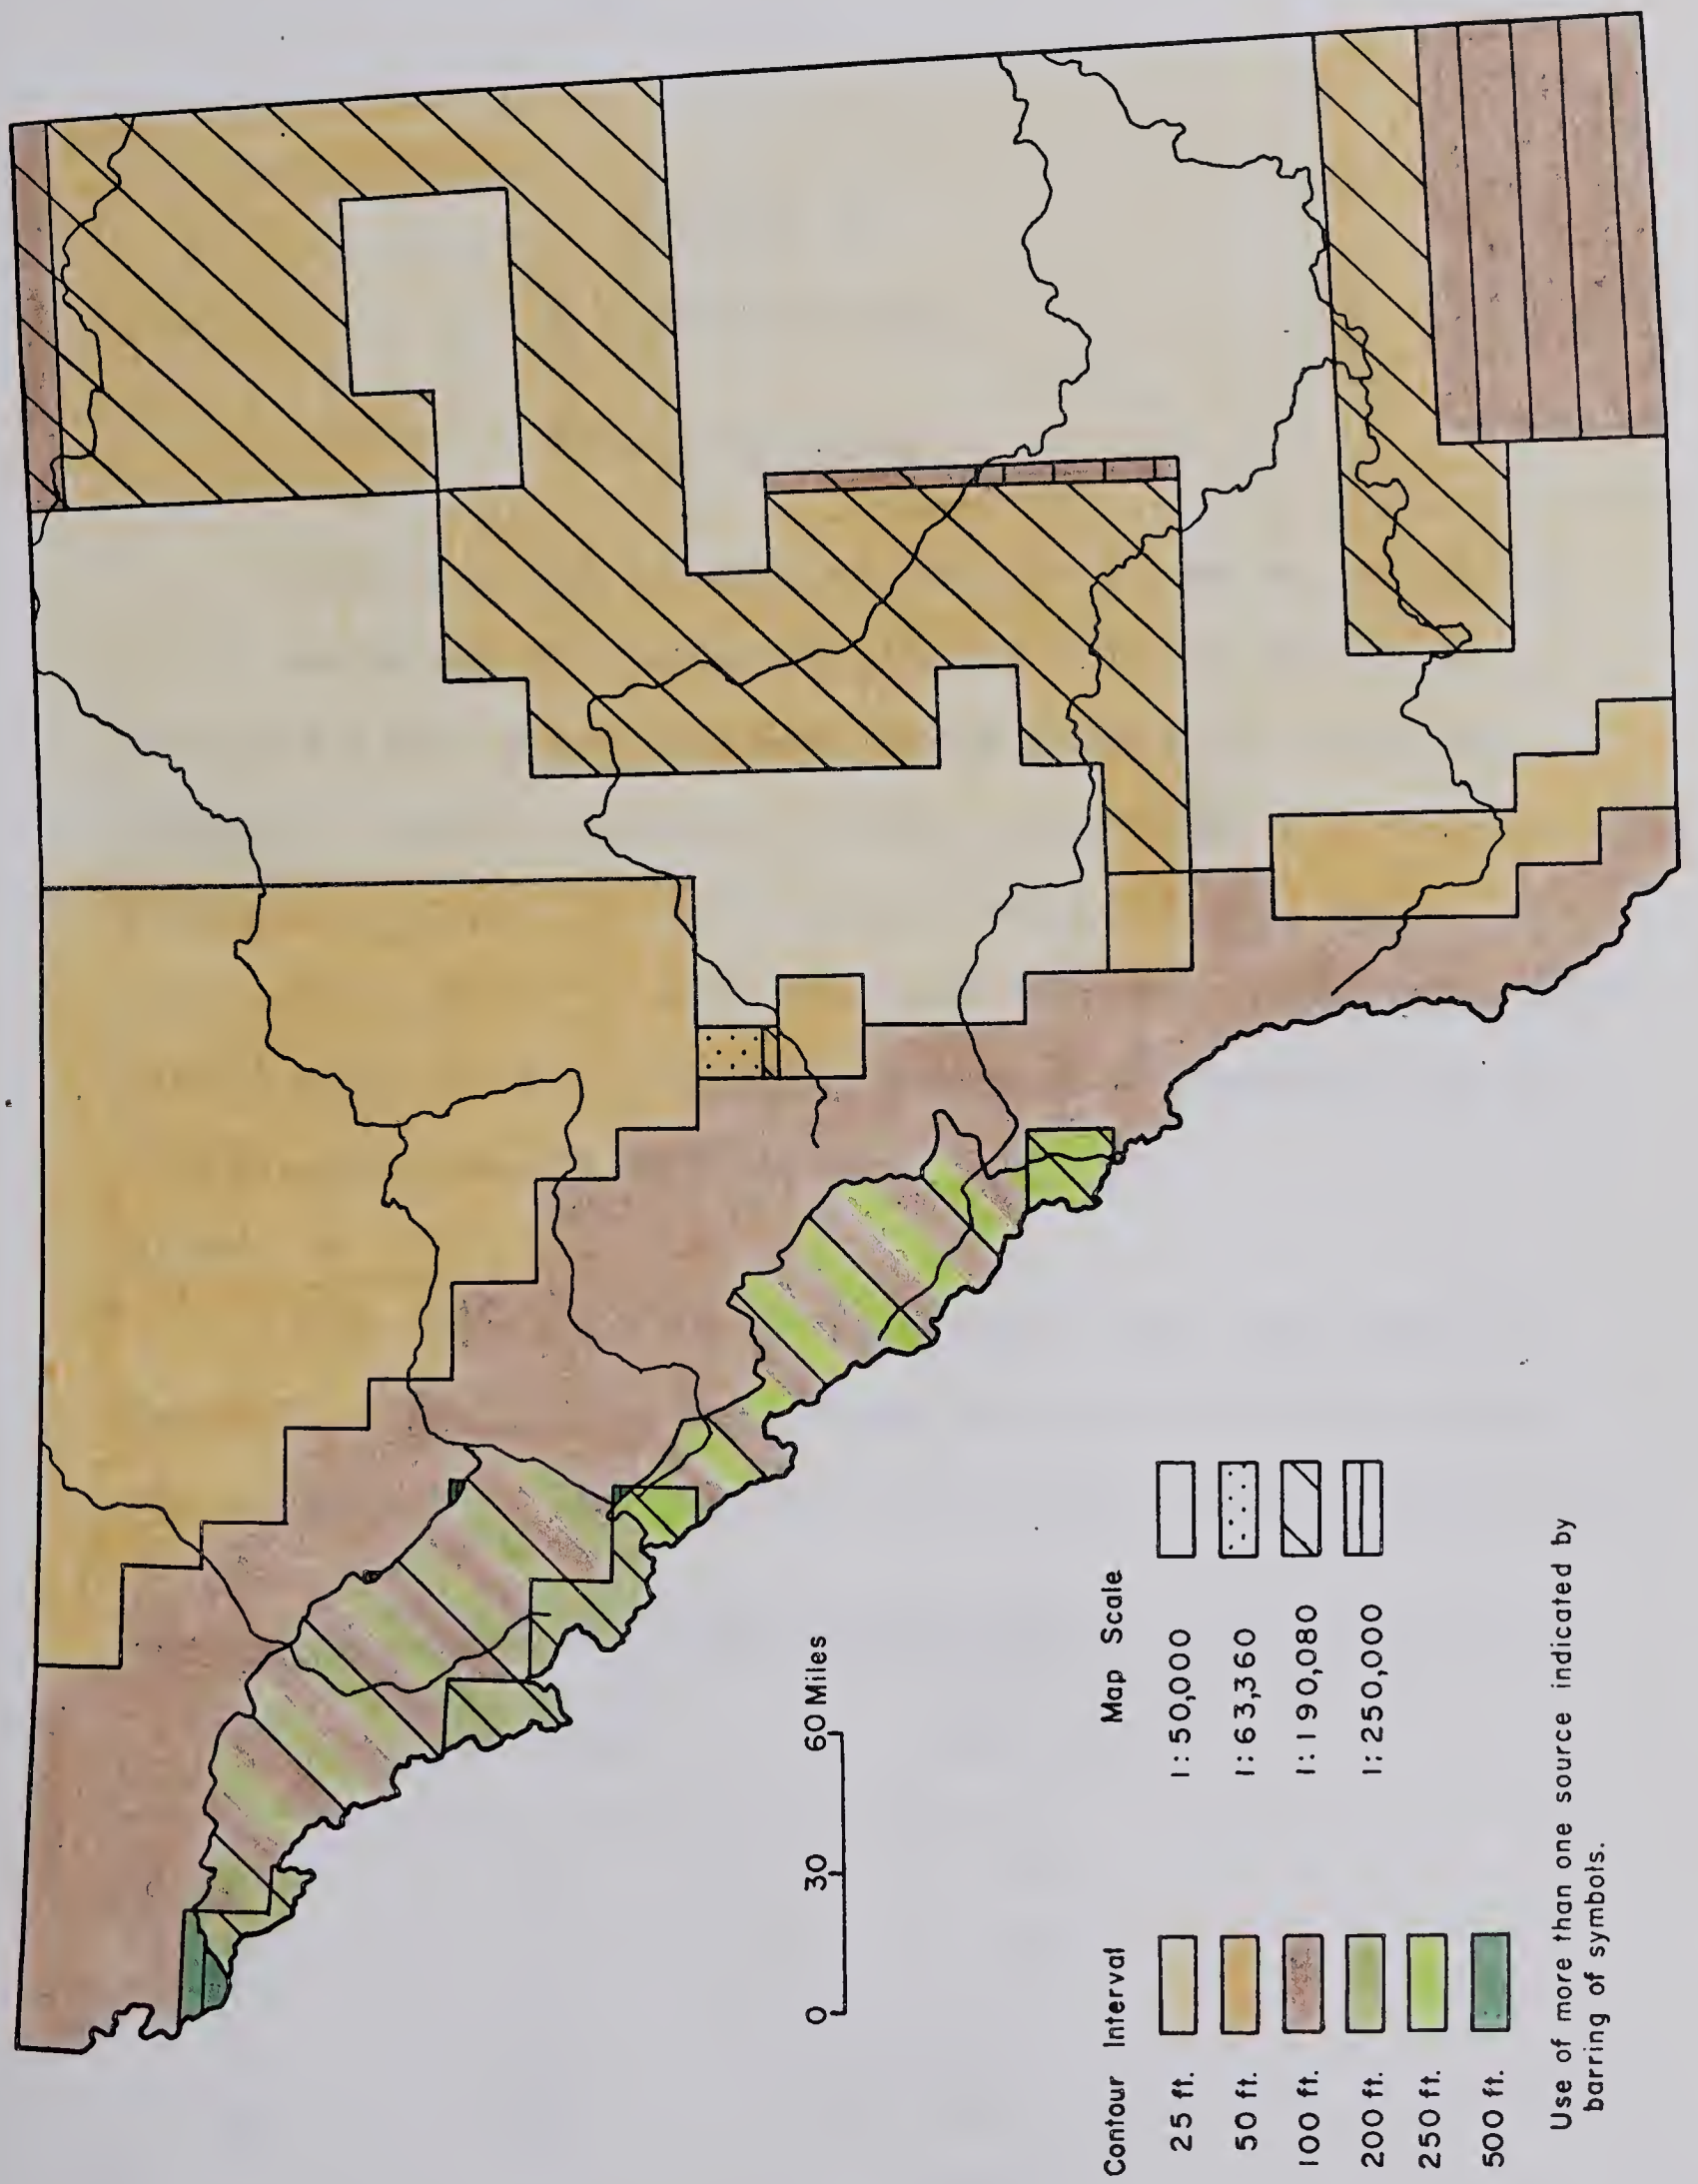 Contour Interval
25 ft.
50 ft.
100 ft.
200 ft.
250 ft.
500 ft.
Map Scale
1:50,000
1:63,360
1:190,080
1:250,000
0 30 60 Miles
Use of more than one source indicated by
barring of symbols.